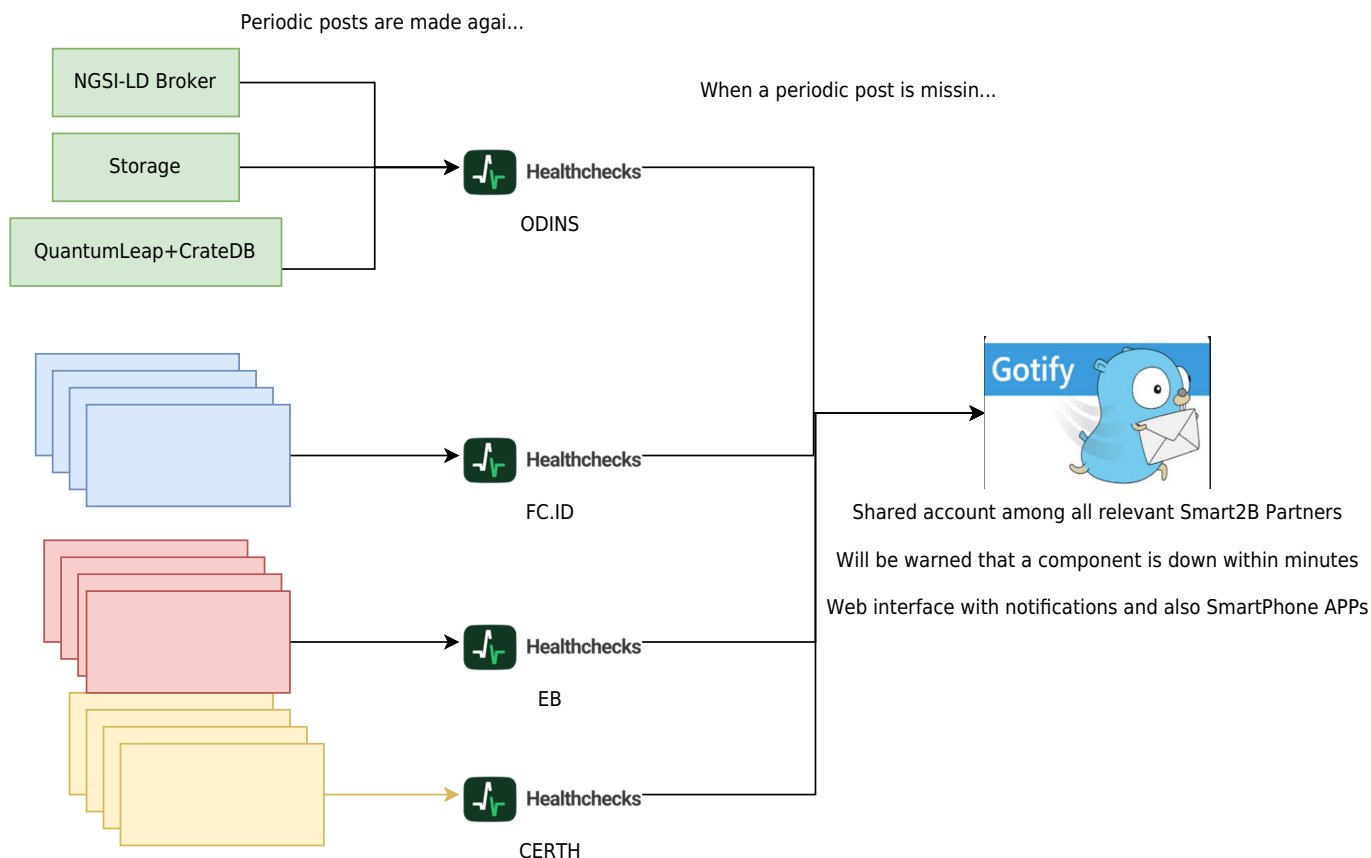 Periodic posts are made agai...
NGSI-LD Broker
When a periodic post is missin...
Storage
Healthchecks
ODINS
QuantumLeap+CrateDB
Gotify
Healthchecks
FC.ID
Shared account among all relevant Smart2B Partners
Will be warned that a component is down within minutes
Web interface with notifications and also SmartPhone APPs
Healthchecks
EB
Healthchecks
CERTH